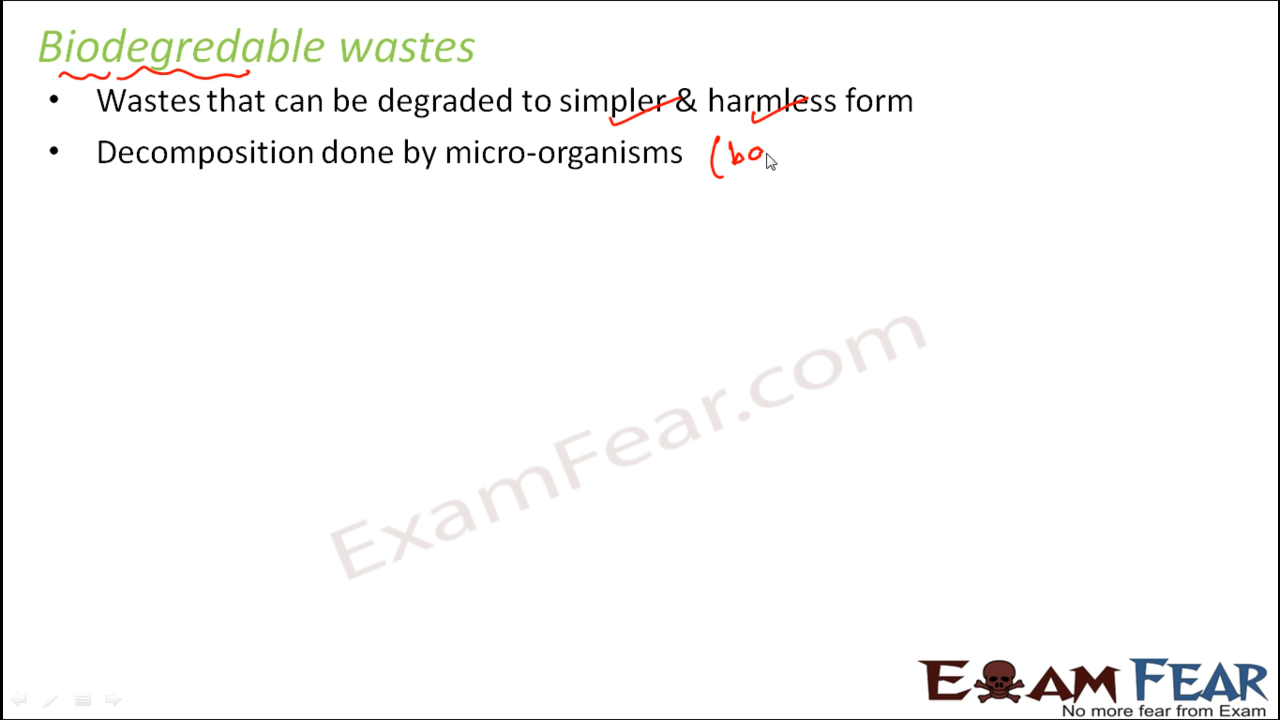 Biodegredable wastes
• Wastes that can be degraded to simpler & harmless form
• Decomposition done by micro-organisms (ba
ExamFear.com
EXAM FEAR
No more fear from Exam